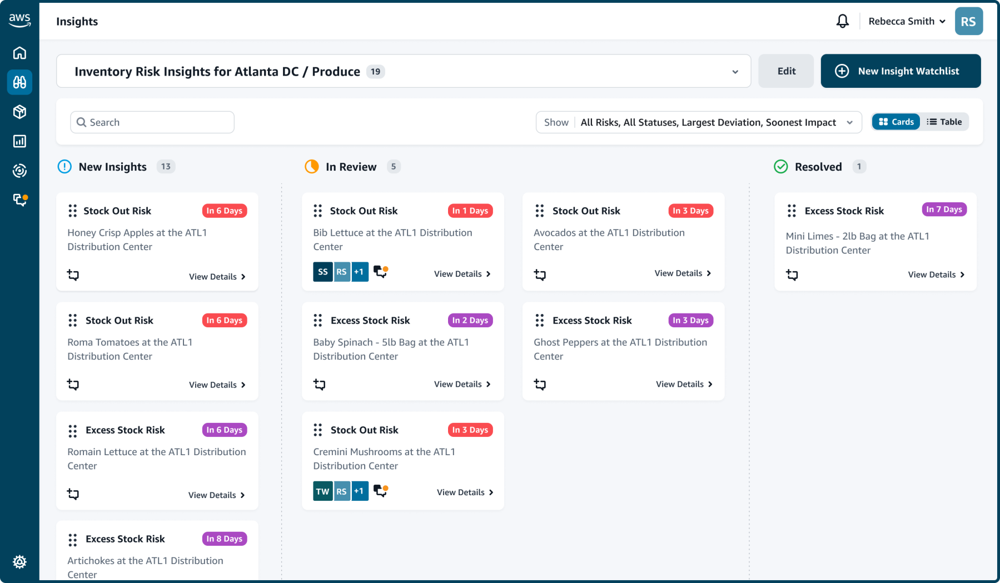 aws
Insights
Rebecca Smith
RS
Inventory Risk Insights for Atlanta DC / Produce 19
Edit
New Insight Watchlist
Search
Show All Risks, All Statuses, Largest Deviation, Soonest Impact
Cards
Table
New Insights 13
Stock Out Risk
In 6 Days
Honey Crisp Apples at the ATL1
Distribution Center
View Details
Stock Out Risk
In 6 Days
Roma Tomatoes at the ATL1
Distribution Center
View Details
Excess Stock Risk
In 6 Days
Romain Lettuce at the ATL1 Distribution
Center
View Details
Excess Stock Risk
In 8 Days
Artichokes at the ATL1 Distribution
Center
In Review 5
Stock Out Risk
In 1 Days
Bib Lettuce at the ATL1 Distribution
Center
SS RS +1
View Details
Excess Stock Risk
In 2 Days
Baby Spinach - 5lb Bag at the ATL1
Distribution Center
View Details
Stock Out Risk
In 3 Days
Cremini Mushrooms at the ATL1
Distribution Center
TW RS +1
View Details
Stock Out Risk
In 3 Days
Avocados at the ATL1 Distribution
Center
View Details
Excess Stock Risk
In 3 Days
Ghost Peppers at the ATL1 Distribution
Center
View Details
Resolved 1
Excess Stock Risk
In 7 Days
Mini Limes - 2lb Bag at the ATL1
Distribution Center
View Details